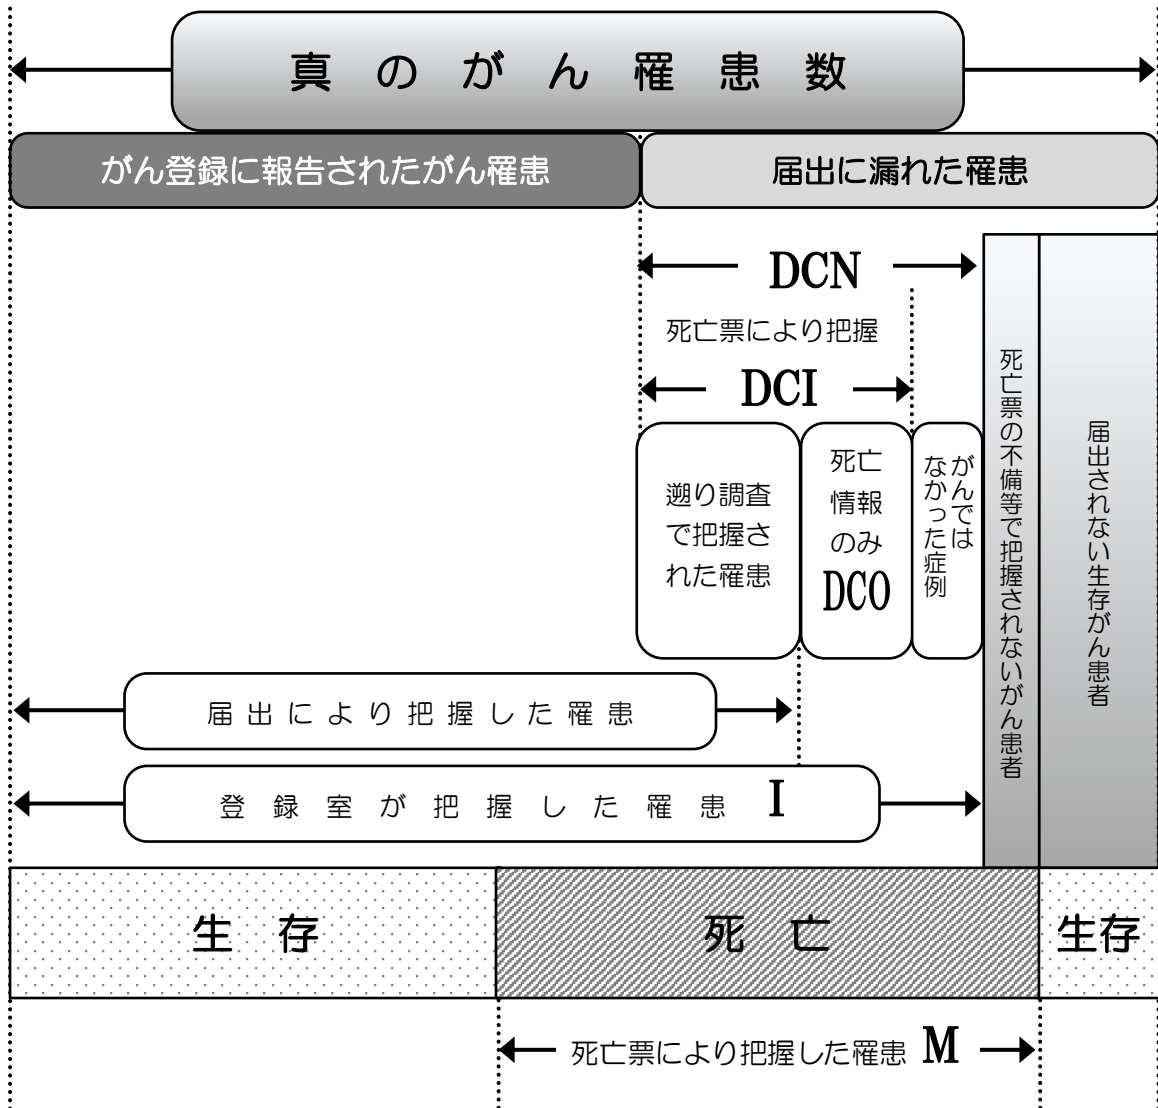 真のがん罹患数
がん登録に報告されたがん罹患
届出に漏れた罹患
DCN
死亡票により把握
DCI
遡り調査
で把握さ
れた罹患
死亡
情報
のみ
DCO
がんでは
なかった症例
死亡票の不備等で把握されないがん患者
届出されない生存がん患者
届出により把握した罹患
登録室が把握した罹患 I
生存
死亡
生存
死亡票により把握した罹患 M